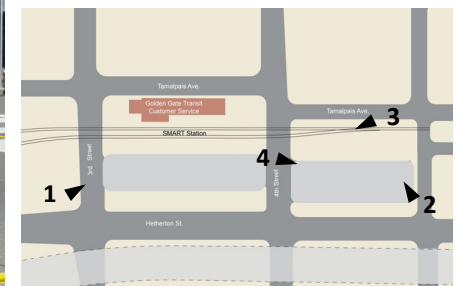 Tamalpais Ave.
Golden Gate Transit
Customer Service
Tamalpais Ave.
3
SMART Station
3rd Street
4
4th Street
1
2
Hetherton St.